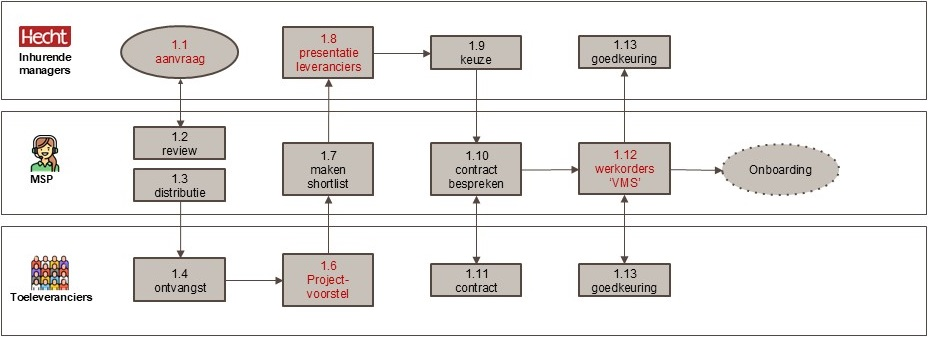 Hecht
Inhurende
managers
1.1
aanvraag
1.8
presentatie
leveranciers
1.9
keuze
1.13
goedkeuring
MSP
1.2
review
1.3
distributie
1.7
maken
shortlist
1.10
contract
bespreken
1.12
werkorders
'VMS'
Onboarding
Toeleveranciers
1.4
ontvangst
1.6
Project-
voorstel
1.11
contract
1.13
goedkeuring